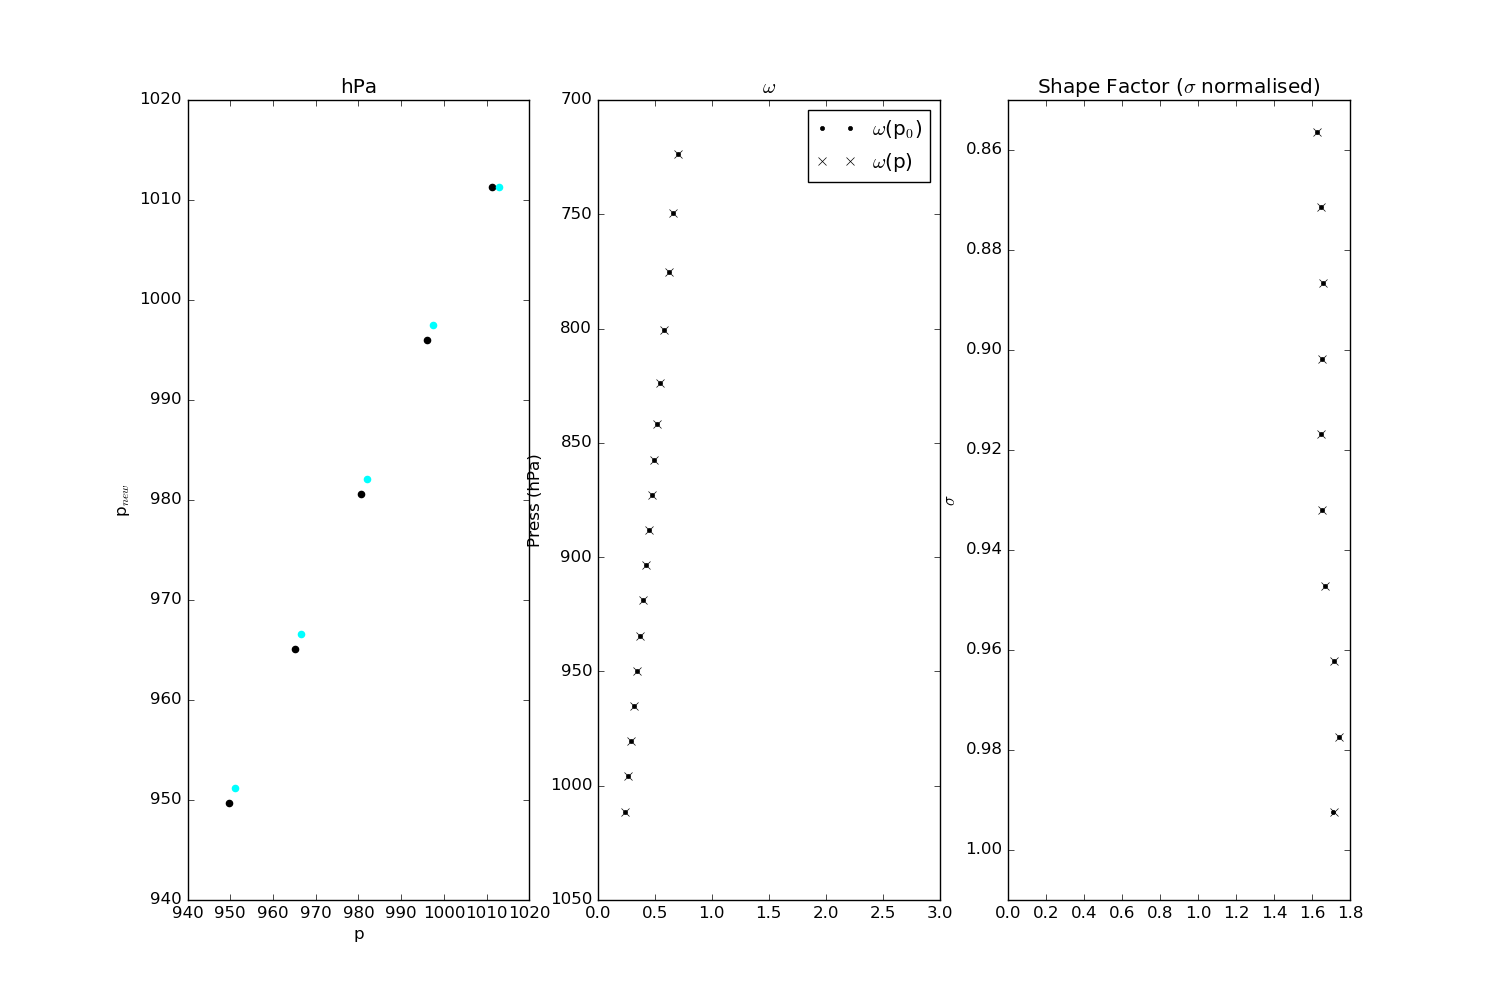 hPa
1020
1010
1000
990
980
970
960
950
940
940 950 960 970 980 990 1000 1010 1020
p
pₙₑw
ω
700
750
800
850
900
950
1000
1050
0.0 0.5 1.0 1.5 2.0 2.5 3.0
Press (hPa)
ω(p₀)
ω(p)
Shape Factor (σ normalised)
0.86
0.88
0.90
0.92
0.94
0.96
0.98
1.00
0.0 0.2 0.4 0.6 0.8 1.0 1.2 1.4 1.6 1.8
σ